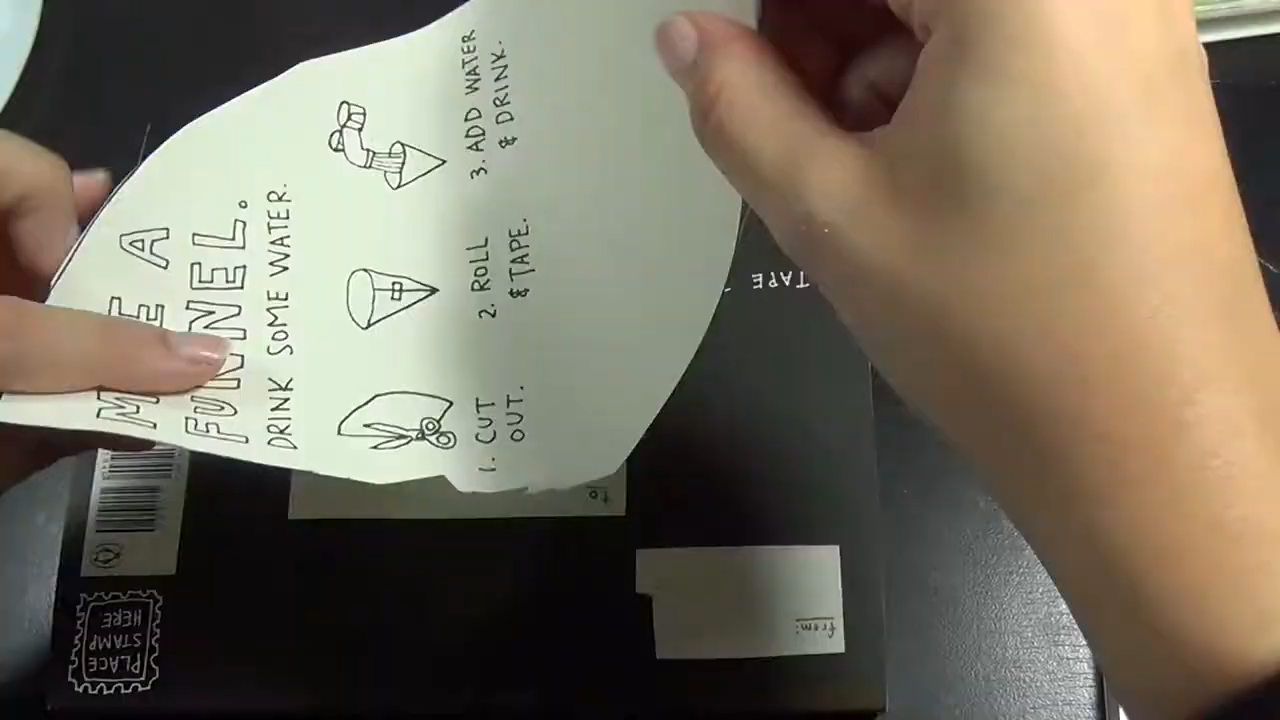 M E A
FUNNEL.
DRINK SOME WATER.
1. CUT
OUT.
2. ROLL
& TAPE.
3. ADD WATER
& DRINK.
TAPE
to:
from:
PLACE
STAMP
HERE